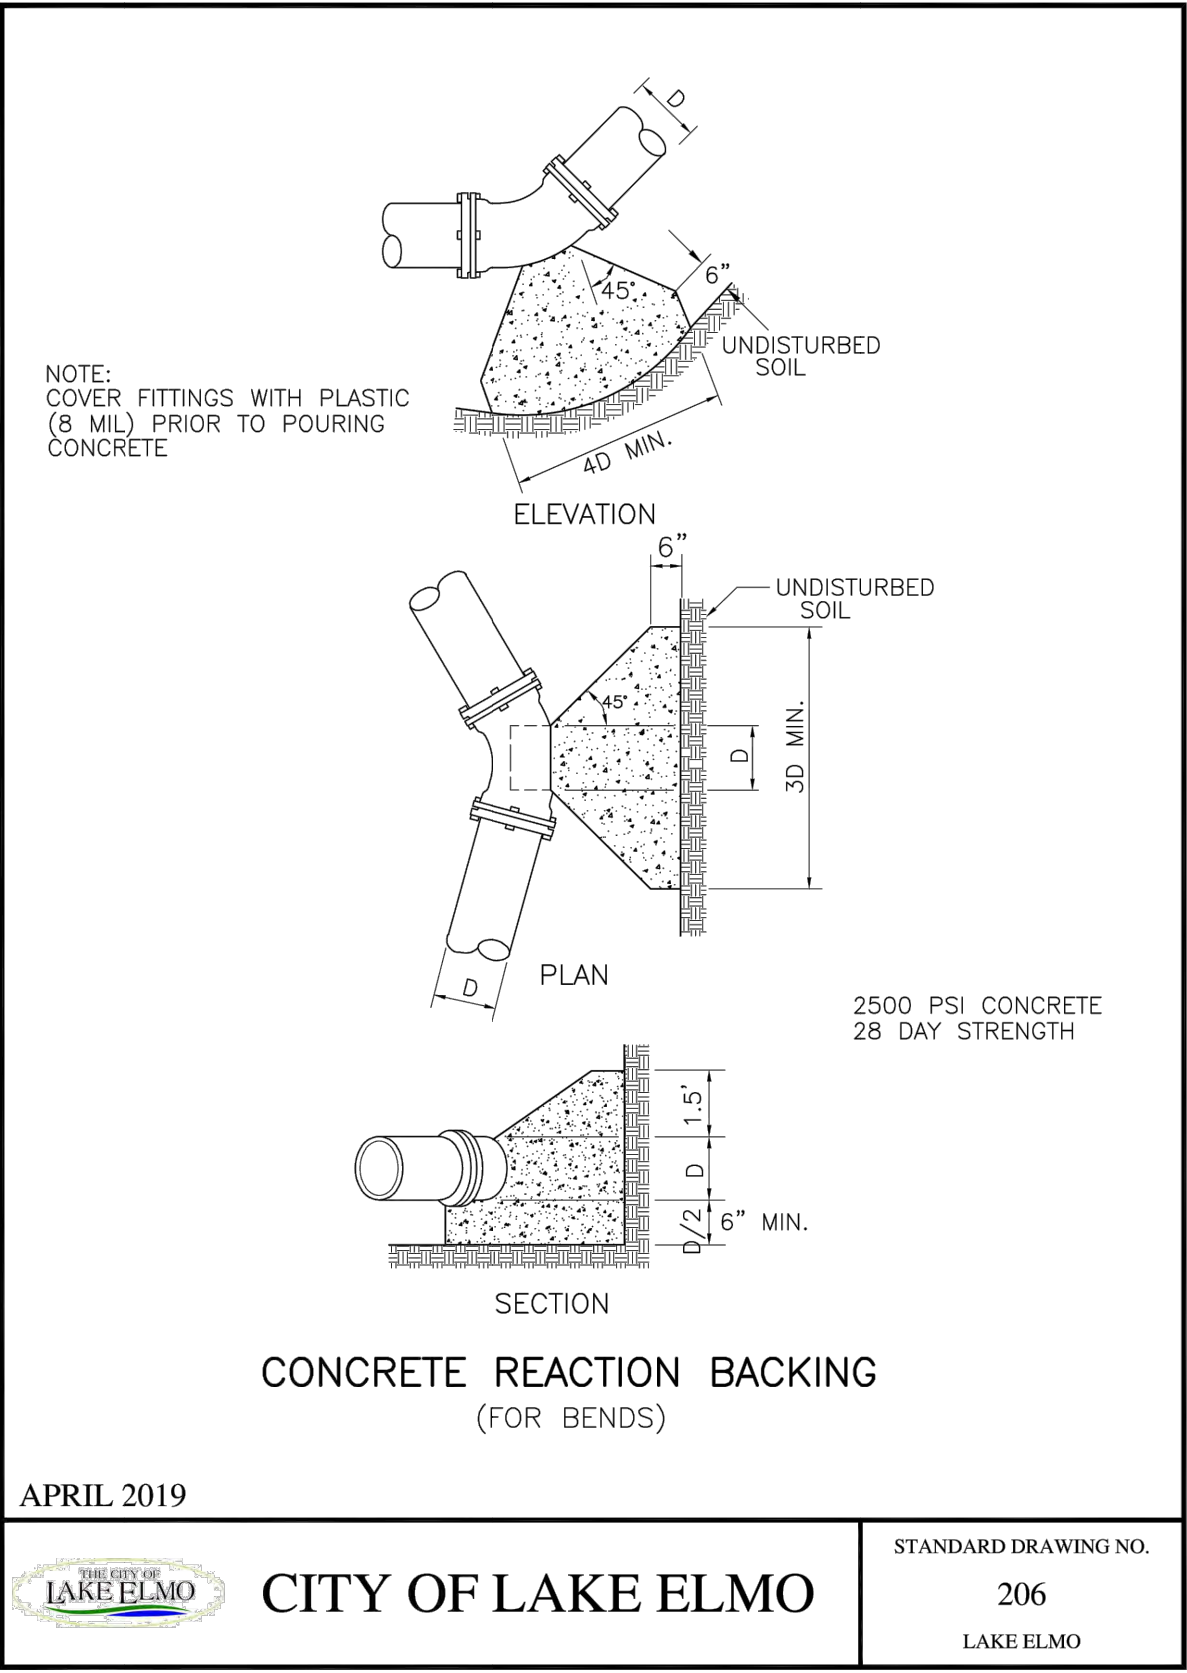 D
6”
45°
UNDISTURBED
SOIL
NOTE:
COVER FITTINGS WITH PLASTIC
(8 MIL) PRIOR TO POURING
CONCRETE
4D MIN.
ELEVATION
6”
UNDISTURBED
SOIL
45°
D
3D MIN.
D
PLAN
2500 PSI CONCRETE
28 DAY STRENGTH
1.5’
D
D/2
6” MIN.
SECTION
CONCRETE REACTION BACKING
(FOR BENDS)
APRIL 2019
THE CITY OF
LAKE ELMO
CITY OF LAKE ELMO
STANDARD DRAWING NO.
206
LAKE ELMO